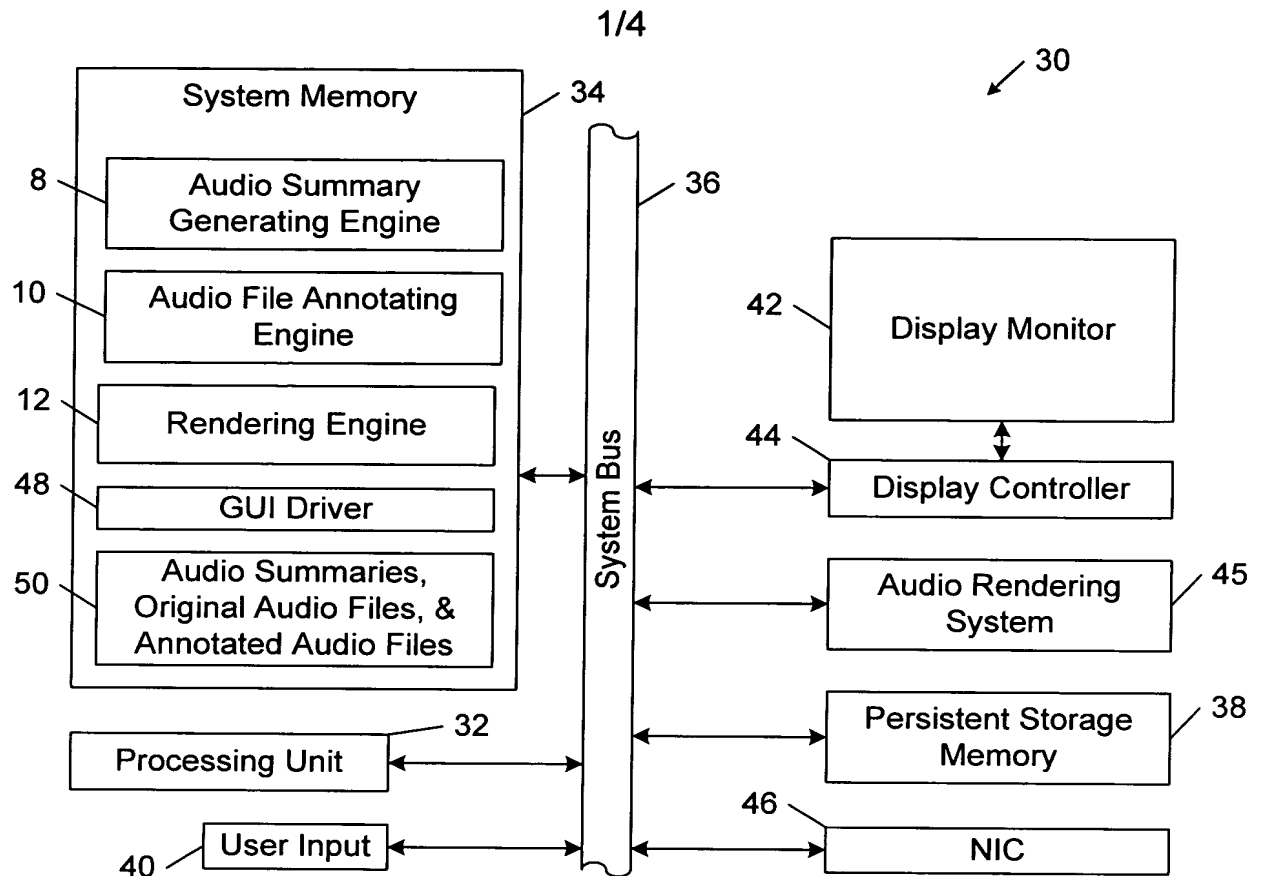 1/4
30
System Memory
34
8
Audio Summary
Generating Engine
36
10
Audio File Annotating
Engine
42
Display Monitor
12
Rendering Engine
44
Display Controller
48
GUI Driver
System Bus
50
Audio Summaries,
Original Audio Files, &
Annotated Audio Files
Audio Rendering
System
45
32
Processing Unit
Persistent Storage
Memory
38
46
User Input
40
NIC